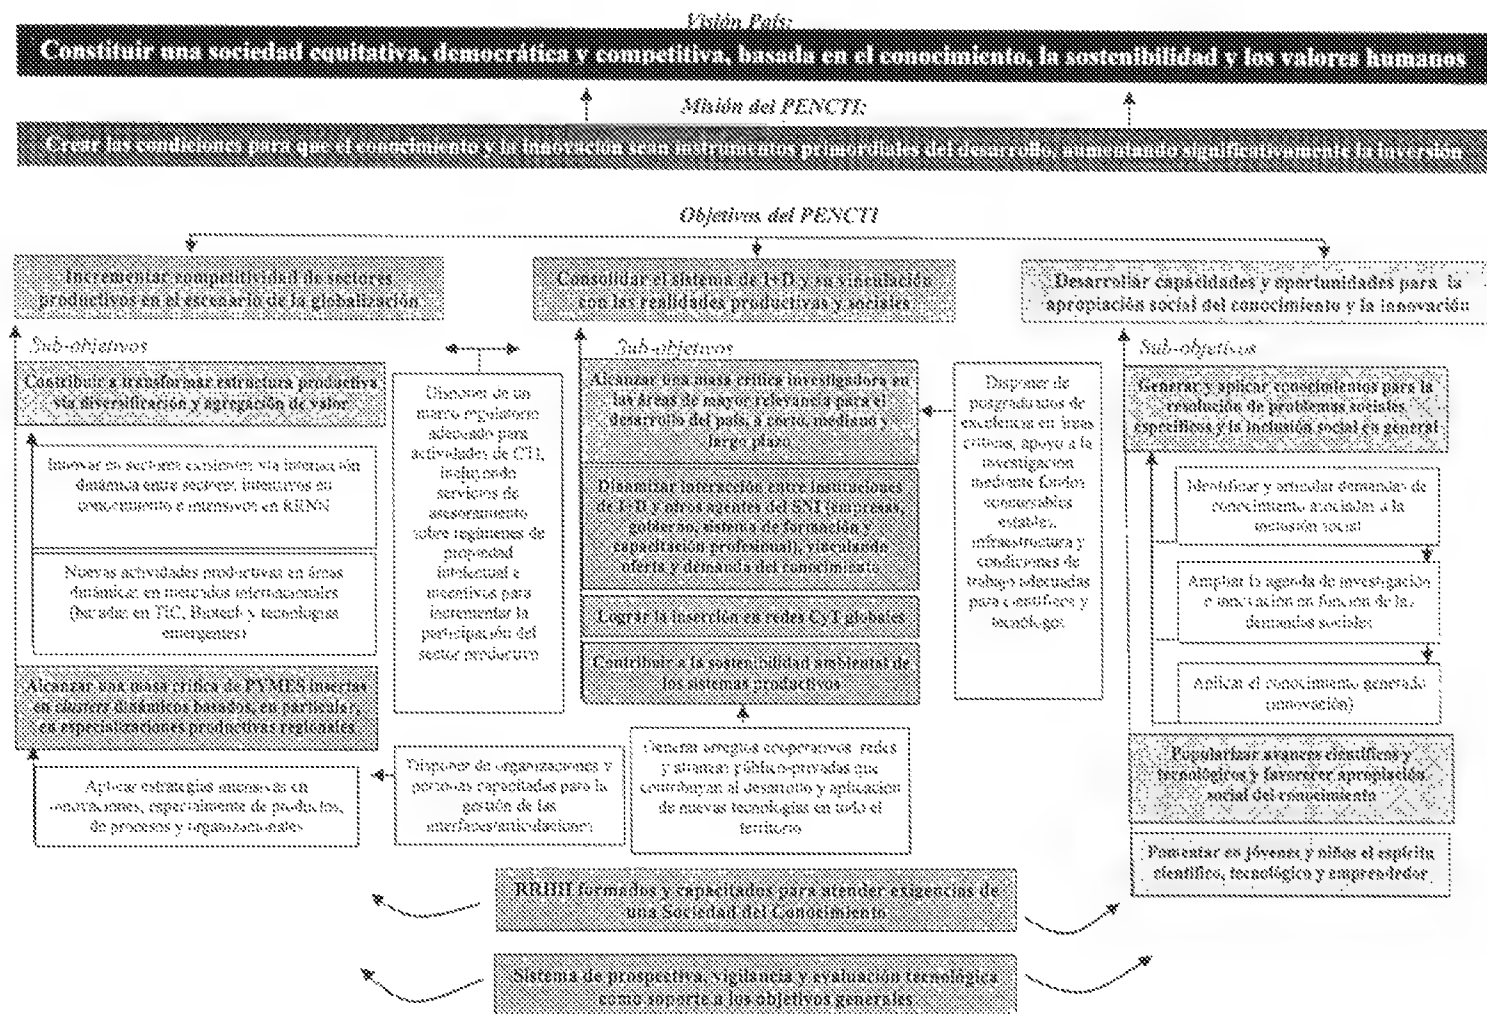 Visión País:
Constituir una sociedad equitativa, democrática y competitiva, basada en el conocimiento, la sostenibilidad y los valores humanos
Misión del PENCTI:
Crear las condiciones para que el conocimiento y la innovación sean instrumentos primordiales del desarrollo, aumentando significativamente la inversión
Objetivos del PENCTI
Incrementar competitividad de sectores
productivos en el escenario de la globalización
Sub-objetivos
Contribuir a transformar estructura productiva
vía diversificación y agregación de valor
Innovar en sectores existentes vía interacción
dinámica entre sectores intensivos en
conocimiento e intensivos en RRNN
Nuevas actividades productivas en áreas
dinámicas en mercados internacionales
(basadas en TIC, Biotech y tecnologías
emergentes)
Alcanzar una masa crítica de PYMES insertas
en clusters dinámicos basados, en particular,
en especializaciones productivas regionales
Aplicar estrategias intensivas en
innovaciones, especialmente de productos,
de procesos y organizacionales
Disponer de un
marco regulatorio
adecuado para
actividades de CTI,
incluyendo
servicios de
asesoramiento
sobre regímenes de
propiedad
intelectual e
incentivos para
incrementar la
participación del
sector productivo
Disponer de organizaciones y
personas capacitadas para la
gestión de las
interfases/articulaciones
Consolidar el sistema de I+D y su vinculación
con las realidades productivas y sociales
Sub-objetivos
Alcanzar una masa crítica investigadora en
las áreas de mayor relevancia para el
desarrollo del país, a corto, mediano y
largo plazo
Dinamizar interacción entre instituciones
de I+D y otros agentes del SNI (empresas,
gobierno, sistema de formación y
capacitación profesional), vinculando
oferta y demanda del conocimiento
Lograr la inserción en redes CyT globales
Contribuir a la sostenibilidad ambiental de
los sistemas productivos
Generar arreglos cooperativos, redes
y alianzas público-privadas que
contribuyan al desarrollo y aplicación
de nuevas tecnologías en todo el
territorio
Disponer de
posgraduados de
excelencia en áreas
críticas, apoyo a la
investigación
mediante fondos
concursables
estables,
infraestructura y
condiciones de
trabajo adecuadas
para científicos y
tecnólogos
Desarrollar capacidades y oportunidades para la
apropiación social del conocimiento y la innovación
Sub-objetivos
Generar y aplicar conocimientos para la
resolución de problemas sociales
específicos y la inclusión social en general
Identificar y articular demandas de
conocimiento asociadas a la
inclusión social
Ampliar la agenda de investigación
e innovación en función de las
demandas sociales
Aplicar el conocimiento generado
(innovación)
Popularizar avances científicos y
tecnológicos y favorecer apropiación
social del conocimiento
Fomentar en jóvenes y niños el espíritu
científico, tecnológico y emprendedor
RRHH formados y capacitados para atender exigencias de
una Sociedad del Conocimiento
Sistema de prospectiva, vigilancia y evaluación tecnológica
como soporte a los objetivos generales